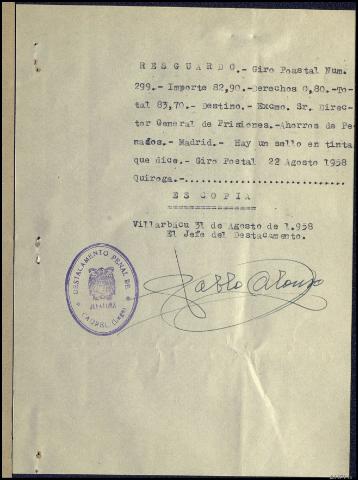 RESGUARDO.- Giro Postal Num.
299.- Importe 82,90.-Derechos 0,80.-To-
tal 83,70.- Destino.- Excmo. Sr. Direc-
tor General de Prisiones.-Ahorros de Pe-
nados.- Madrid.- Hay un sello en tinta
que dice.- Giro Postal 22 Agosto 1958
Quiroga.-..............................
ES COPIA
==============
Villarbacu 31 de Agosto de 1.958
El Jefe del Destacamento.
Pablo Alonso
DESTACAMENTO PENAL DE
JEFATURA
(Lugo)